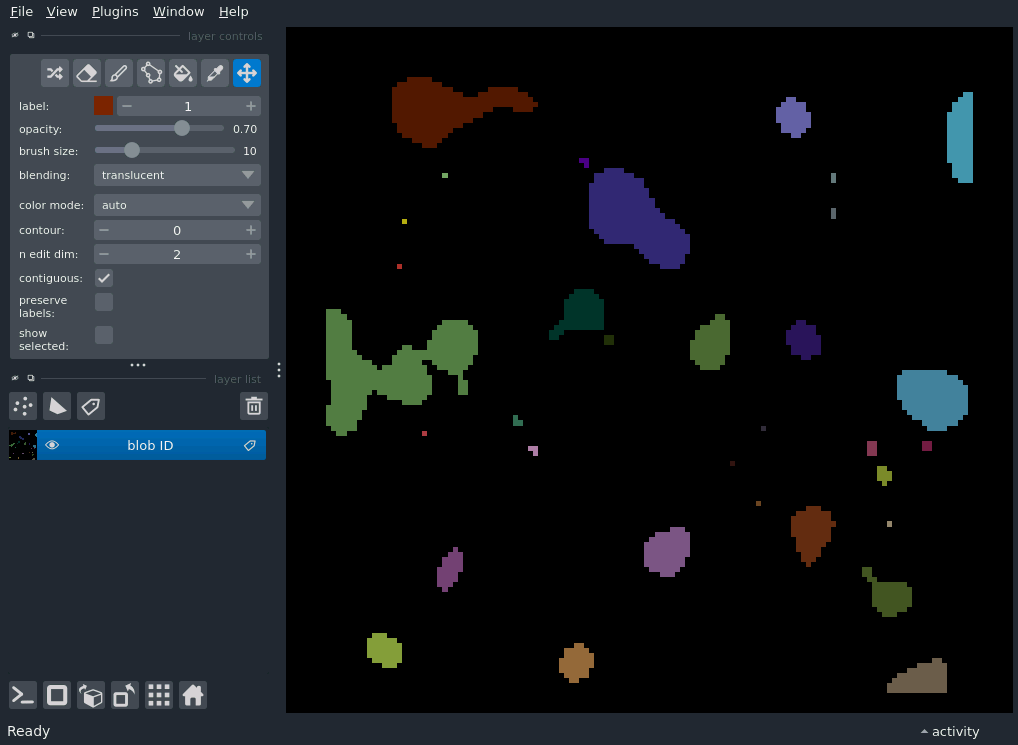 File View Plugins Window Help
layer controls
label: 1
opacity: 0.70
brush size: 10
blending: translucent
color mode: auto
contour: 0
n edit dim: 2
contiguous:
preserve
labels:
show
selected:
layer list
blob ID
Ready
activity